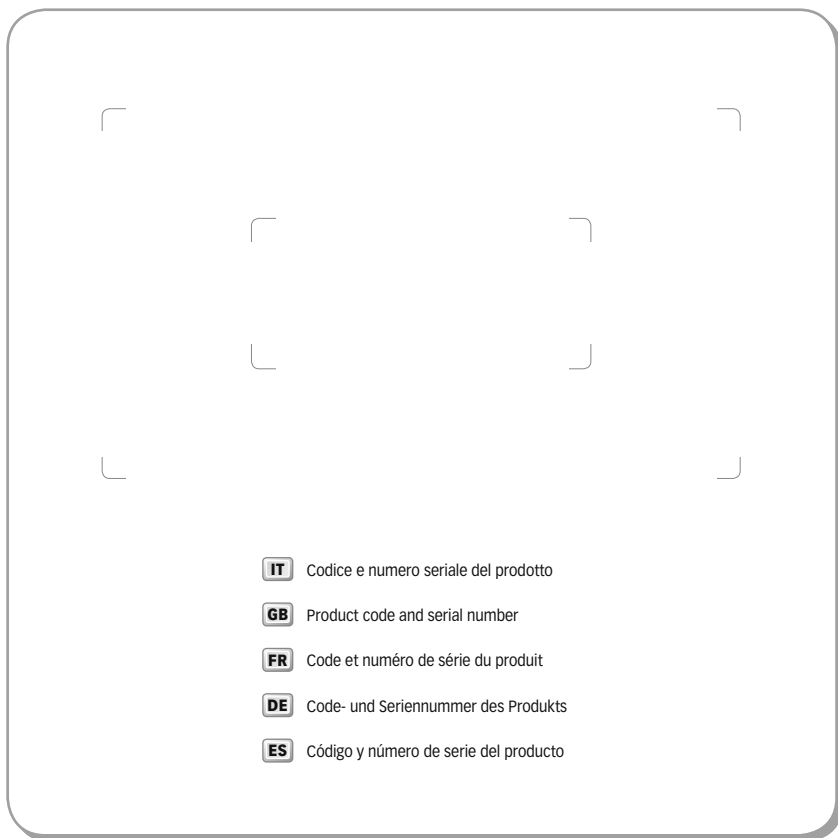 IT Codice e numero seriale del prodotto
GB Product code and serial number
FR Code et numéro de série du produit
DE Code- und Seriennummer des Produkts
ES Código y número de serie del producto